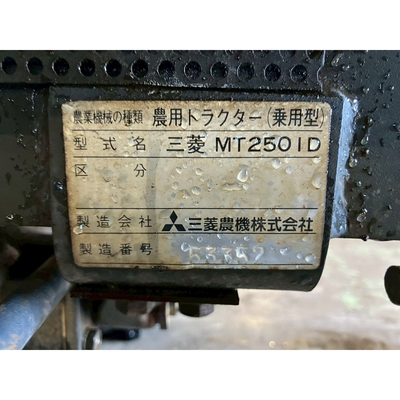 農業機械の種類 農用トラクター(乗用型)
型式名 三菱 MT2501D
区分
製造会社 三菱農機株式会社
製造番号 53352